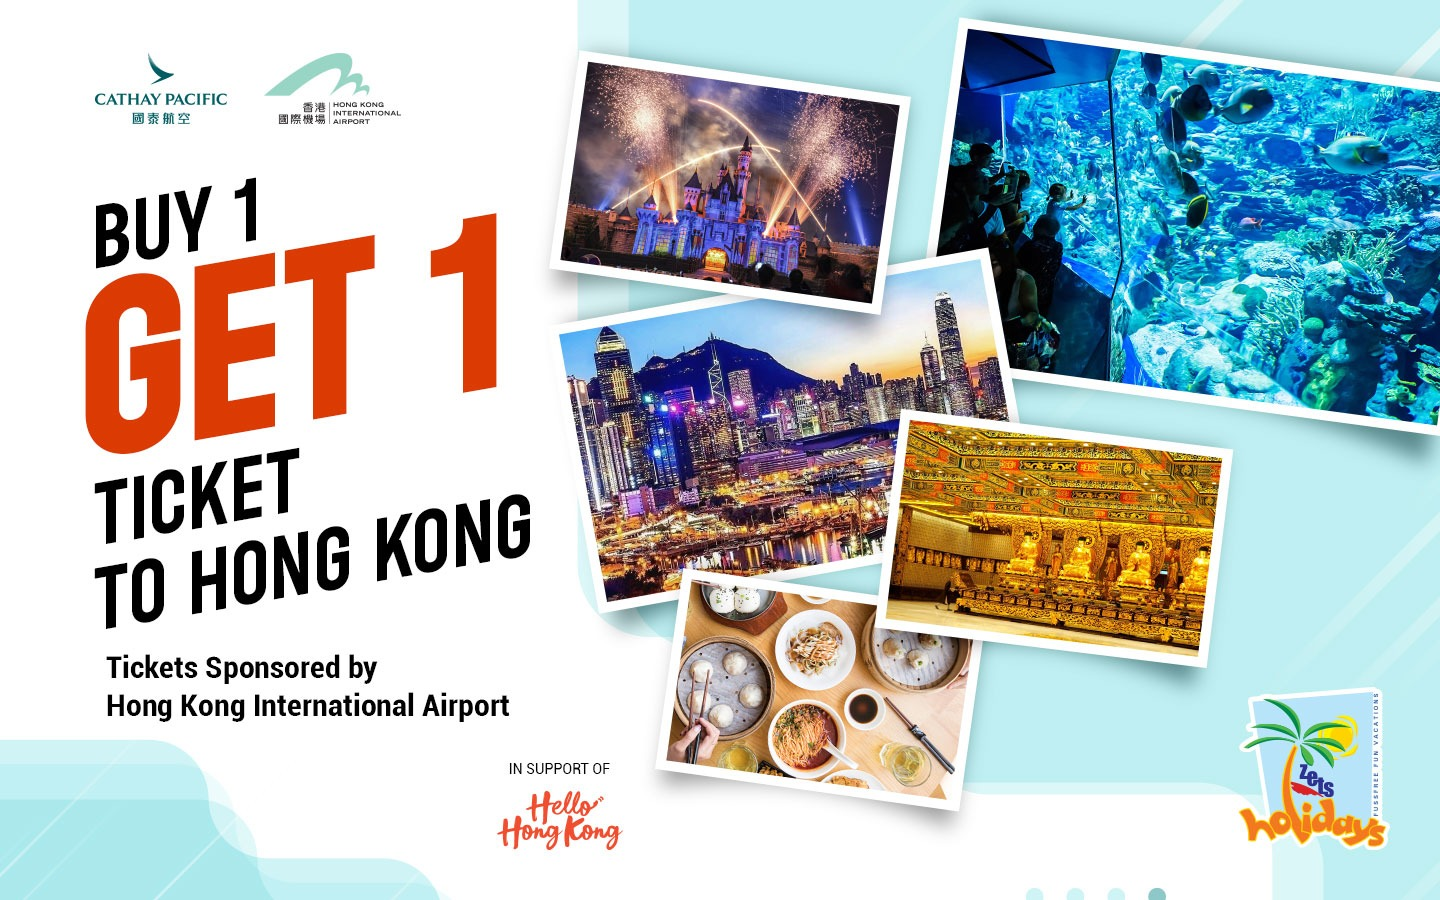 CATHAY PACIFIC
國泰航空
香港
國際機場
HONG KONG
INTERNATIONAL
AIRPORT
BUY 1
GET 1
TICKET
TO HONG KONG
Tickets Sponsored by
Hong Kong International Airport
IN SUPPORT OF
Hello
Hong Kong
zets
holidays
FUSSFREE FUN VACATIONS